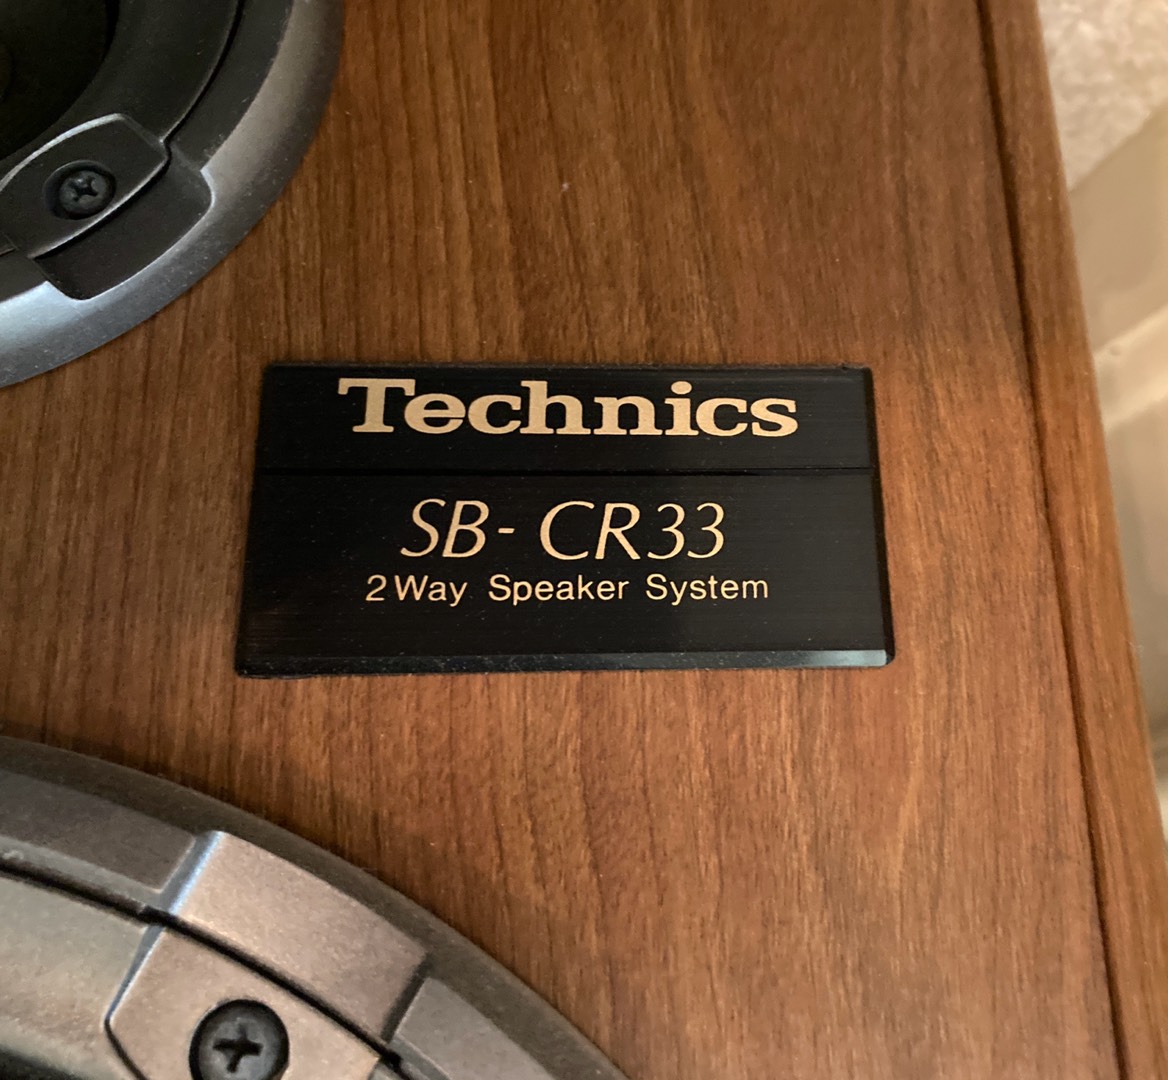 Technics
SB-CR33
2 Way Speaker System